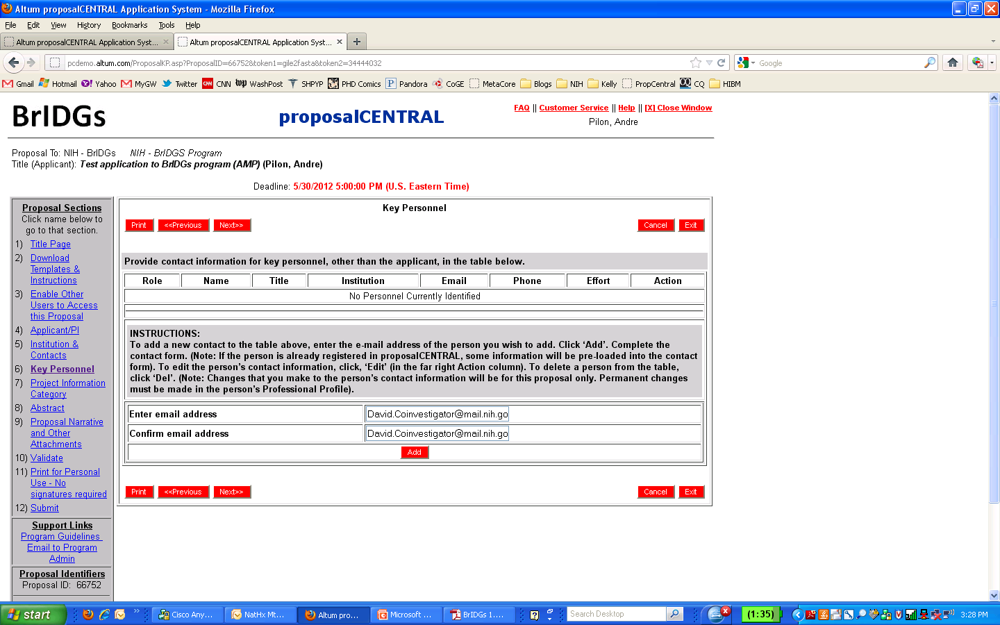 Altum proposalCENTRAL Application System - Mozilla Firefox
File Edit View History Bookmarks Tools Help
Altum proposalCENTRAL Application Syst... Altum proposalCENTRAL Application Syst...
pcdemo.altum.com/ProposalKP.asp?ProposalID=66752&token1=gile2fasta&token2=34444032
Google
Gmail Hotmail Yahoo MyGW Twitter CNN WashPost SHPYP PHD Comics Pandora CoGE MetaCore Blogs NIH Kelly PropCentral CQ HIBM
BrIDGs
proposalCENTRAL
FAQ || Customer Service || Help || [X] Close Window
Pilon, Andre
Proposal To: NIH - BrIDGs NIH - BrIDGS Program
Title (Applicant): Test application to BrIDGs program (AMP) (Pilon, Andre)
Deadline: 5/30/2012 5:00:00 PM (U.S. Eastern Time)
Proposal Sections
Click name below to
go to that section.
1) Title Page
2) Download
Templates &
Instructions
3) Enable Other
Users to Access
this Proposal
4) Applicant/PI
5) Institution &
Contacts
6) Key Personnel
7) Project Information
Category
8) Abstract
9) Proposal Narrative
and Other
Attachments
10) Validate
11) Print for Personal
Use - No
signatures required
12) Submit
Support Links
Program Guidelines
Email to Program
Admin
Proposal Identifiers
Proposal ID: 66752
Key Personnel
Print <<Previous Next>> Cancel Exit
Provide contact information for key personnel, other than the applicant, in the table below.
Role Name Title Institution Email Phone Effort Action
No Personnel Currently Identified
INSTRUCTIONS:
To add a new contact to the table above, enter the e-mail address of the person you wish to add. Click ‘Add’. Complete the
contact form. (Note: If the person is already registered in proposalCENTRAL, some information will be pre-loaded into the contact
form). To edit the person’s contact information, click, ‘Edit’ (in the far right Action column). To delete a person from the table,
click ‘Del’. (Note: Changes that you make to the person’s contact information will be for this proposal only. Permanent changes
must be made in the person’s Professional Profile).
Enter email address David.Coinvestigator@mail.nih.go
Confirm email address David.Coinvestigator@mail.nih.go
Add
Print <<Previous Next>> Cancel Exit
start Cisco Any... NatHx Mt... Altum pro... Microsoft ... BrIDGs 1.... Search Desktop (1:35) 3:28 PM